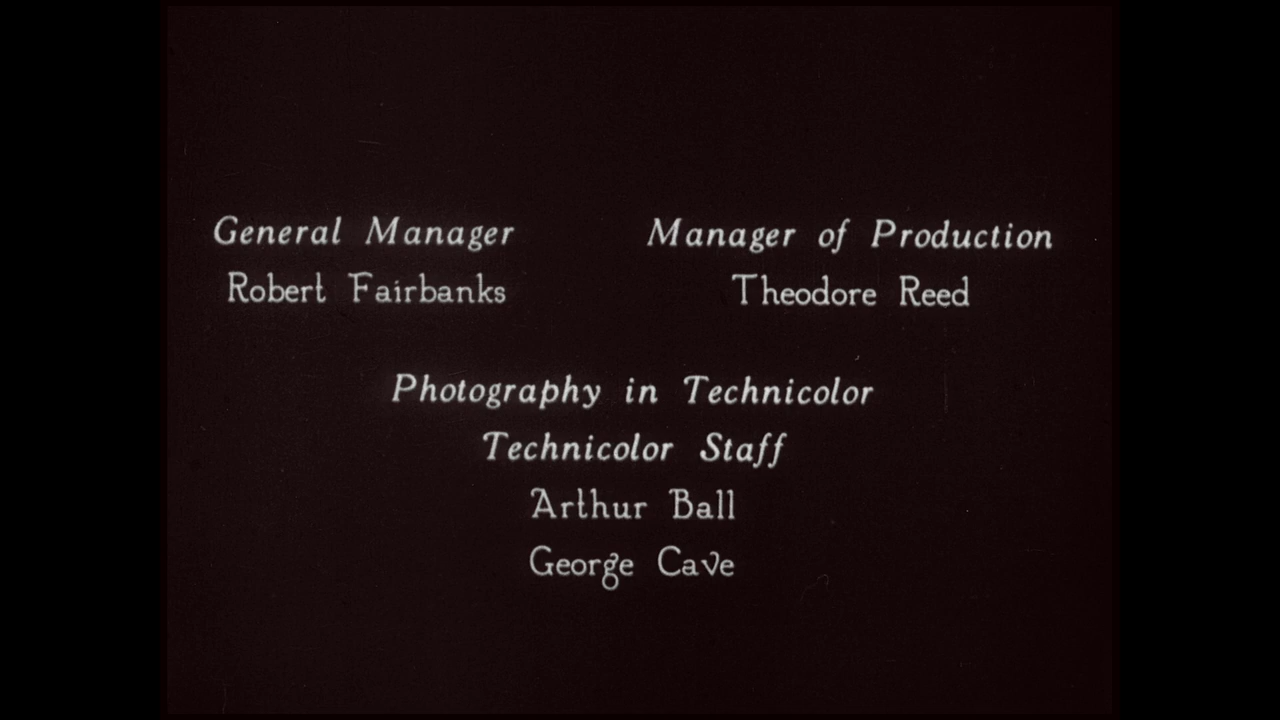 General Manager
Robert Fairbanks
Manager of Production
Theodore Reed
Photography in Technicolor
Technicolor Staff
Arthur Ball
George Cave